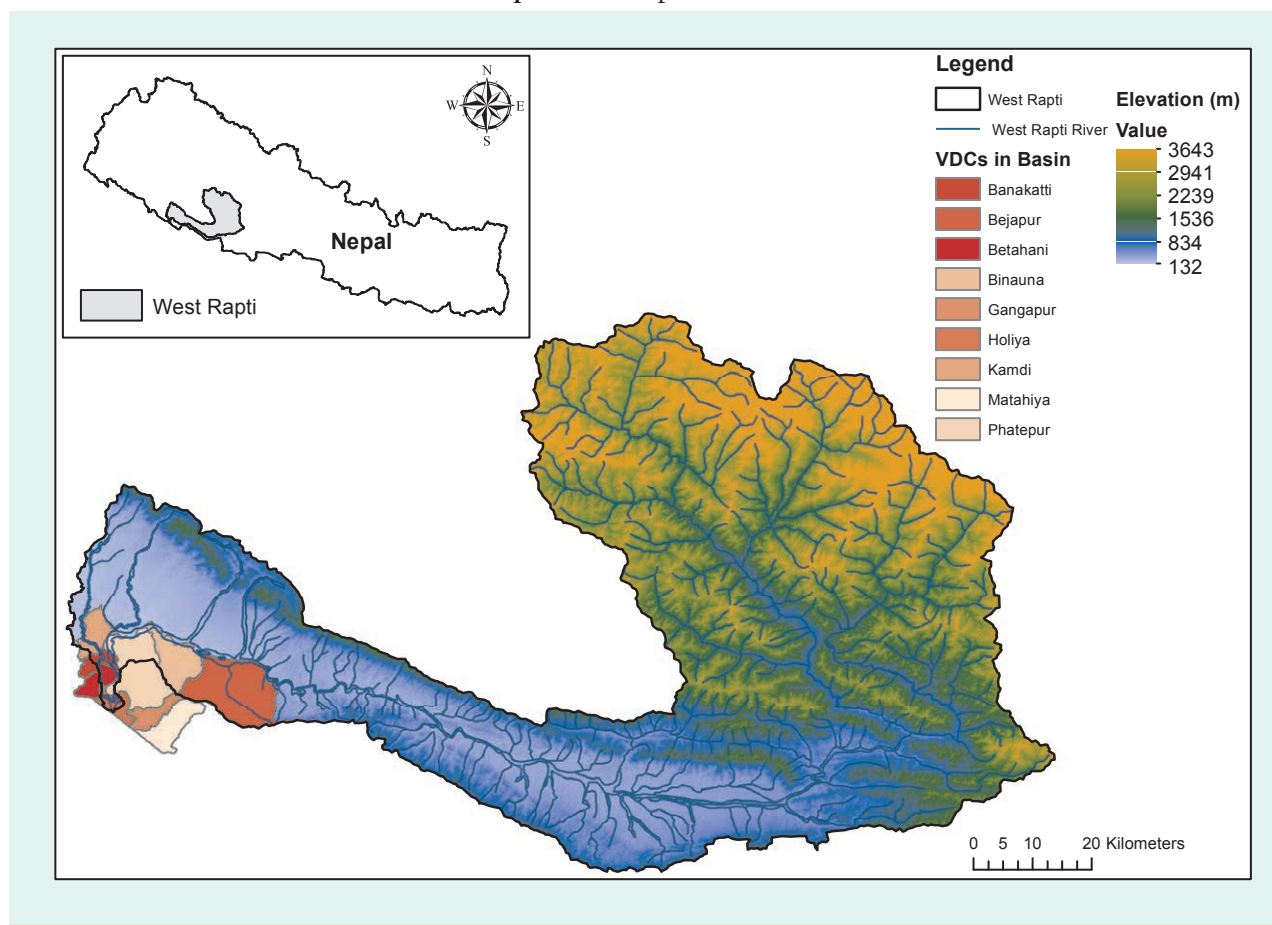 N
W
E
S
Nepal
West Rapti
Legend
West Rapti
West Rapti River
VDCs in Basin
Banakatti
Bejapur
Betahani
Binauna
Gangapur
Holiya
Kamdi
Matahiya
Phatepur
Elevation (m)
Value
3643
2941
2239
1536
834
132
0 5 10 20 Kilometers